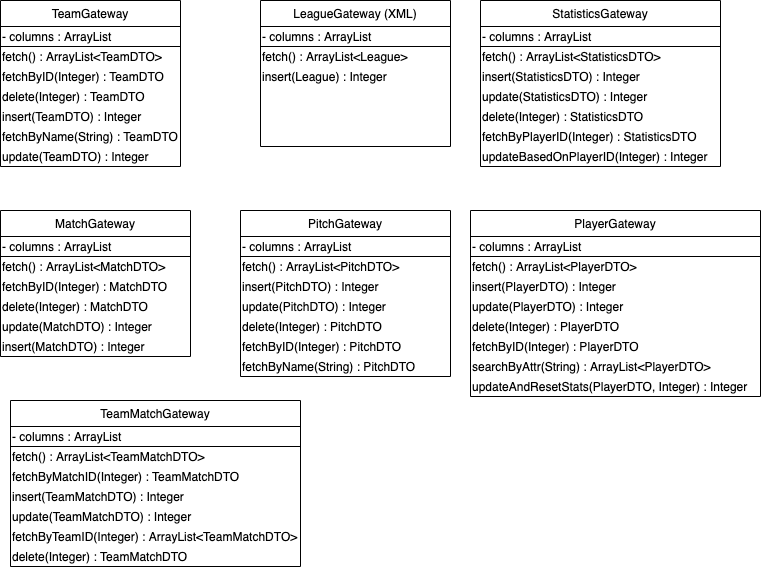 TeamGateway
- columns : ArrayList
fetch() : ArrayList<TeamDTO>
fetchByID(Integer) : TeamDTO
delete(Integer) : TeamDTO
insert(TeamDTO) : Integer
fetchByName(String) : TeamDTO
update(TeamDTO) : Integer
LeagueGateway (XML)
- columns : ArrayList
fetch() : ArrayList<League>
insert(League) : Integer
StatisticsGateway
- columns : ArrayList
fetch() : ArrayList<StatisticsDTO>
insert(StatisticsDTO) : Integer
update(StatisticsDTO) : Integer
delete(Integer) : StatisticsDTO
fetchByPlayerID(Integer) : StatisticsDTO
updateBasedOnPlayerID(Integer) : Integer
MatchGateway
- columns : ArrayList
fetch() : ArrayList<MatchDTO>
fetchByID(Integer) : MatchDTO
delete(Integer) : MatchDTO
update(MatchDTO) : Integer
insert(MatchDTO) : Integer
PitchGateway
- columns : ArrayList
fetch() : ArrayList<PitchDTO>
insert(PitchDTO) : Integer
update(PitchDTO) : Integer
delete(Integer) : PitchDTO
fetchByID(Integer) : PitchDTO
fetchByName(String) : PitchDTO
PlayerGateway
- columns : ArrayList
fetch() : ArrayList<PlayerDTO>
insert(PlayerDTO) : Integer
update(PlayerDTO) : Integer
delete(Integer) : PlayerDTO
fetchByID(Integer) : PlayerDTO
searchByAttr(String) : ArrayList<PlayerDTO>
updateAndResetStats(PlayerDTO, Integer) : Integer
TeamMatchGateway
- columns : ArrayList
fetch() : ArrayList<TeamMatchDTO>
fetchByMatchID(Integer) : TeamMatchDTO
insert(TeamMatchDTO) : Integer
update(TeamMatchDTO) : Integer
fetchByTeamID(Integer) : ArrayList<TeamMatchDTO>
delete(Integer) : TeamMatchDTO